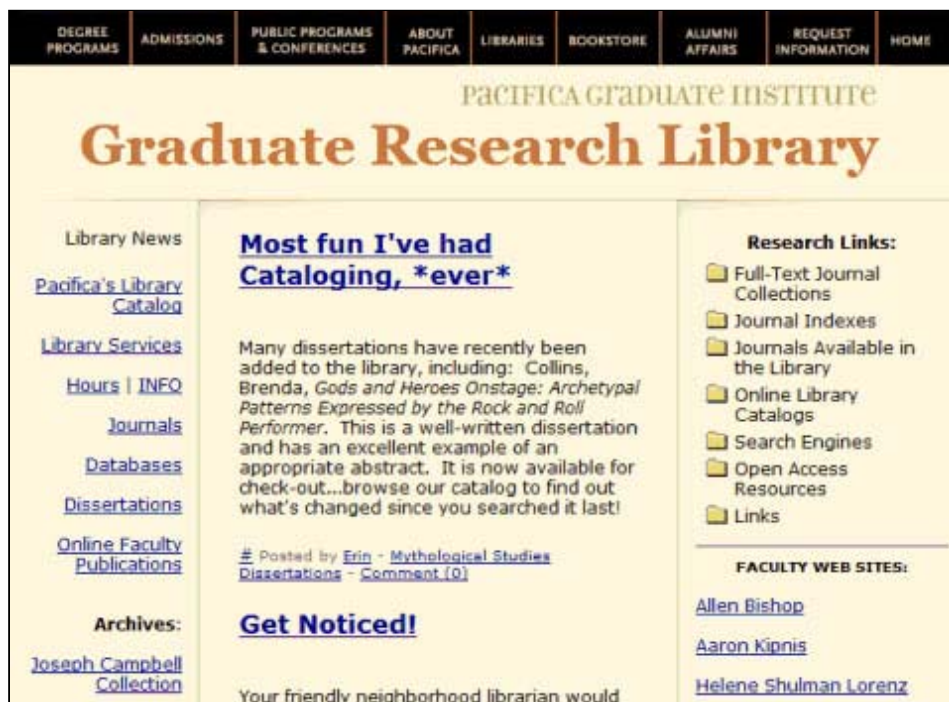 DEGREE PROGRAMS
ADMISSIONS
PUBLIC PROGRAMS & CONFERENCES
ABOUT PACIFICA
LIBRARIES
BOOKSTORE
ALUMNI AFFAIRS
REQUEST INFORMATION
HOME
PACIFICA GRADUATE INSTITUTE
Graduate Research Library
Library News
Pacifica's Library
Catalog
Library Services
Hours | INFO
Journals
Databases
Dissertations
Online Faculty
Publications
Archives:
Joseph Campbell
Collection
Most fun I've had
Cataloging, *ever*
Many dissertations have recently been
added to the library, including: Collins,
Brenda, Gods and Heroes Onstage: Archetypal
Patterns Expressed by the Rock and Roll
Performer. This is a well-written dissertation
and has an excellent example of an
appropriate abstract. It is now available for
check-out...browse our catalog to find out
what's changed since you searched it last!
# Posted by Erin - Mythological Studies
Dissertations - Comment (0)
Get Noticed!
Your friendly neighborhood librarian would
Research Links:
Full-Text Journal
Collections
Journal Indexes
Journals Available in
the Library
Online Library
Catalogs
Search Engines
Open Access
Resources
Links
FACULTY WEB SITES:
Allen Bishop
Aaron Kipnis
Helene Shulman Lorenz